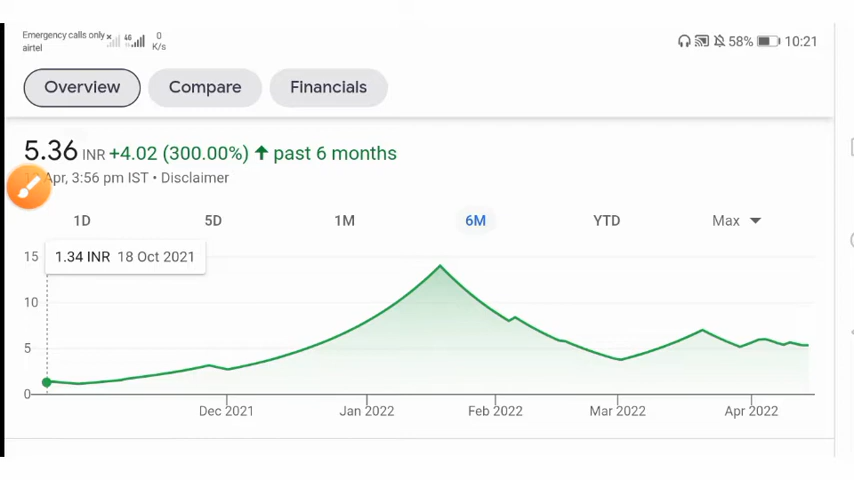 Emergency calls only
airtel
4G
0
K/s
58%
10:21
Overview
Compare
Financials
5.36 INR +4.02 (300.00%) ↑ past 6 months
Apr, 3:56 pm IST • Disclaimer
1D
5D
1M
6M
YTD
Max
1.34 INR 18 Oct 2021
15
10
5
0
Dec 2021
Jan 2022
Feb 2022
Mar 2022
Apr 2022